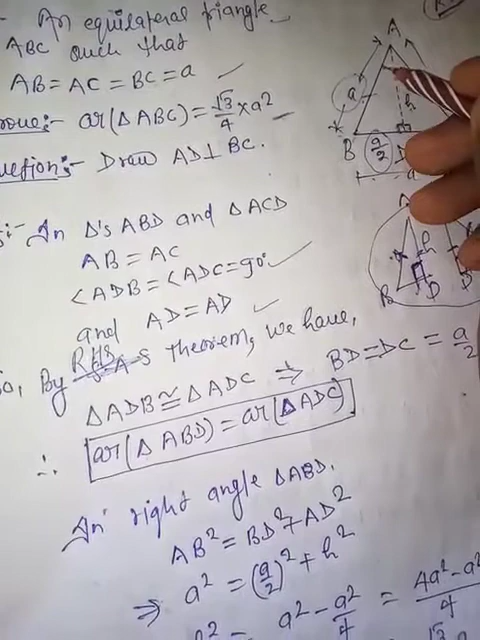 - An equilateral triangle
ABC such that
AB = AC = BC = a
:- ar(ΔABC) = √3/4 × a²
:- Draw AD ⊥ BC.
:- In Δ's ABD and ΔACD
AB = AC
<ADB = <ADC = 90°
and AD = AD
RHS
By theorem, we have,
ΔADB ≅ ΔADC ⇒ BD = DC = a/2
∴ ar(ΔABD) = ar(ΔADC)
In right angle ΔABD,
AB² = BD² + AD²
⇒ a² = (a/2)² + h²
a² - a²/4 = 4a² - a²/4
√3
A
a
h
B
a/2
D
a
A
h
B
D
D